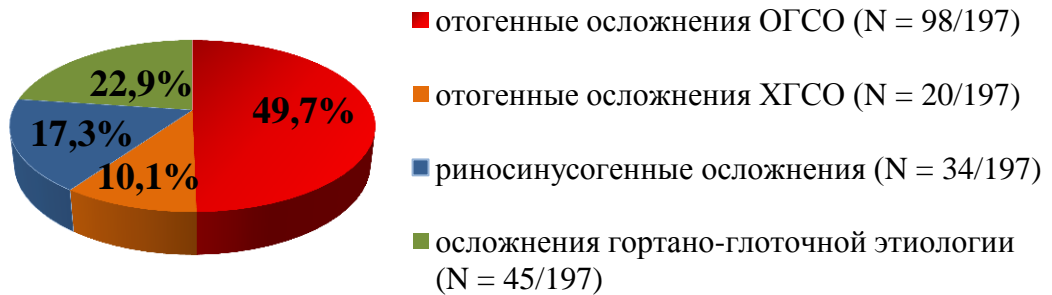 49,7%
10,1%
17,3%
22,9%
отогенные осложнения ОГСО (N = 98/197)
отогенные осложнения ХГСО (N = 20/197)
риносинусогенные осложнения (N = 34/197)
осложнения гортано-глоточной этиологии
(N = 45/197)